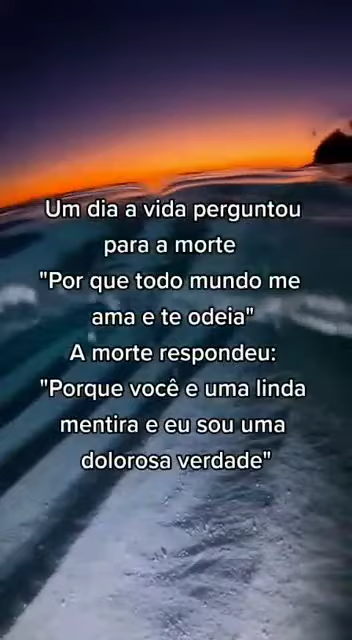 Um dia a vida perguntou
para a morte
"Por que todo mundo me
ama e te odeia"
A morte respondeu:
"Porque você e uma linda
mentira e eu sou uma
dolorosa verdade"